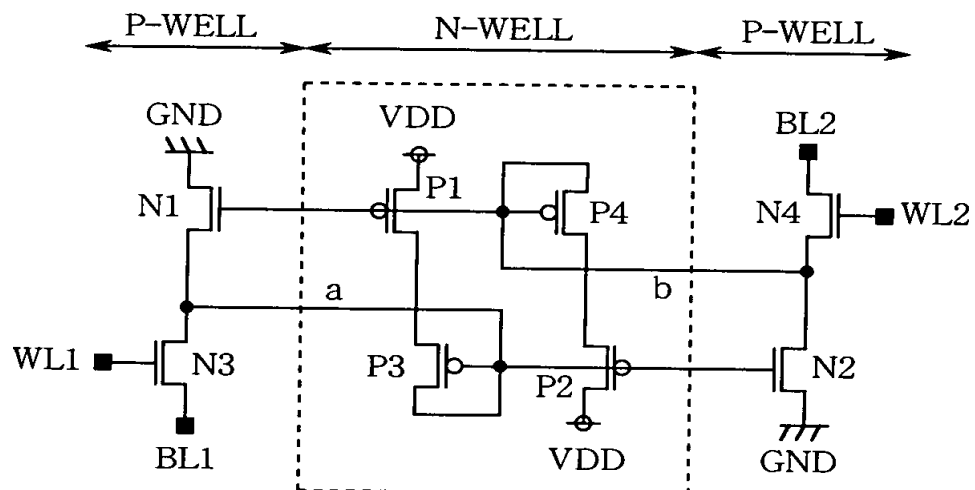 P-WELL
N-WELL
P-WELL
GND
VDD
BL2
N1
P1
P4
N4
WL2
a
b
WL1
N3
P3
P2
N2
BL1
VDD
GND